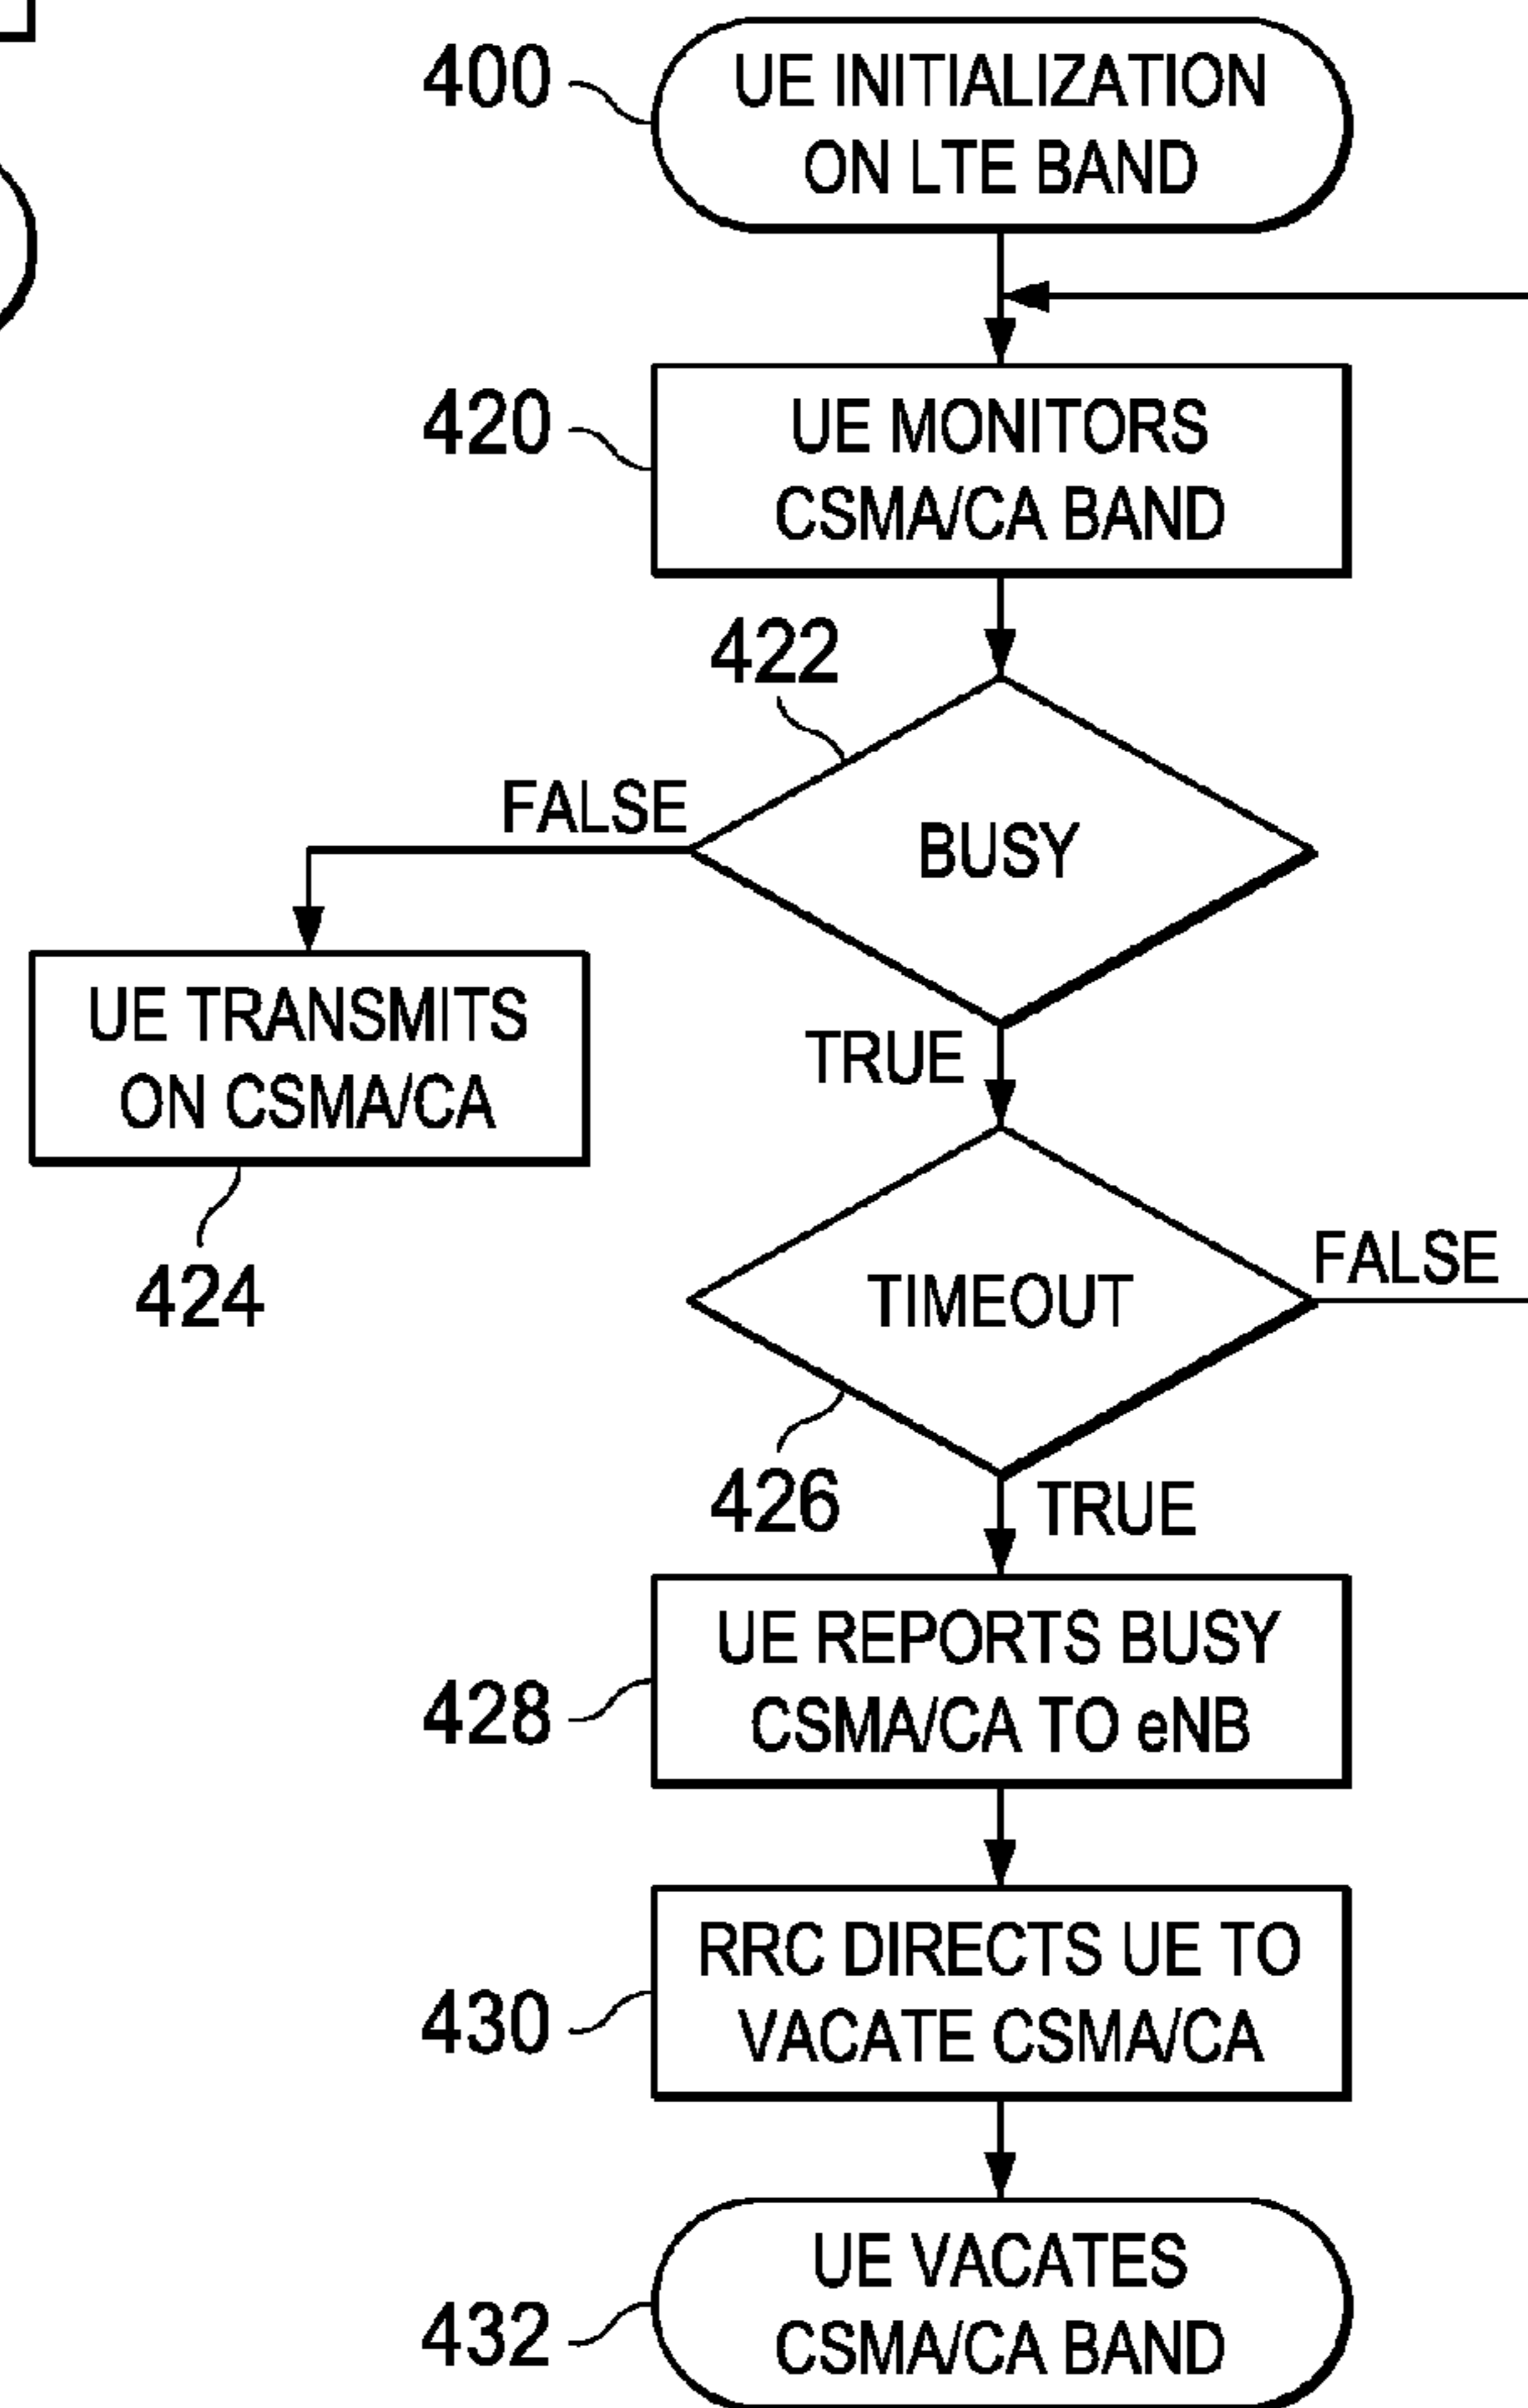 400
UE INITIALIZATION
ON LTE BAND
420
UE MONITORS
CSMA/CA BAND
422
FALSE
BUSY
UE TRANSMITS
ON CSMA/CA
424
TRUE
FALSE
TIMEOUT
426
TRUE
428
UE REPORTS BUSY
CSMA/CA TO eNB
430
RRC DIRECTS UE TO
VACATE CSMA/CA
432
UE VACATES
CSMA/CA BAND